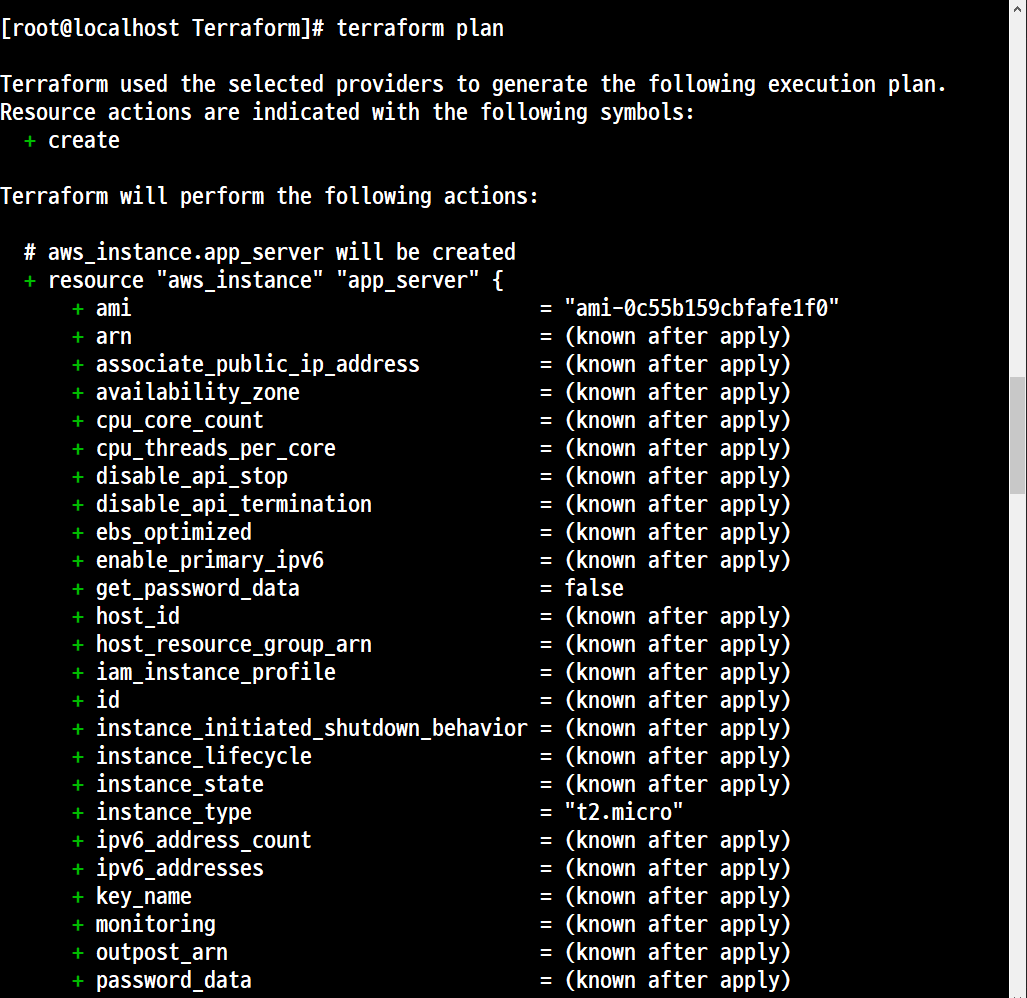 [root@localhost Terraform]# terraform plan
Terraform used the selected providers to generate the following execution plan.
Resource actions are indicated with the following symbols:
+ create
Terraform will perform the following actions:
# aws_instance.app_server will be created
+ resource "aws_instance" "app_server" {
+ ami = "ami-0c55b159cbfafe1f0"
+ arn = (known after apply)
+ associate_public_ip_address = (known after apply)
+ availability_zone = (known after apply)
+ cpu_core_count = (known after apply)
+ cpu_threads_per_core = (known after apply)
+ disable_api_stop = (known after apply)
+ disable_api_termination = (known after apply)
+ ebs_optimized = (known after apply)
+ enable_primary_ipv6 = (known after apply)
+ get_password_data = false
+ host_id = (known after apply)
+ host_resource_group_arn = (known after apply)
+ iam_instance_profile = (known after apply)
+ id = (known after apply)
+ instance_initiated_shutdown_behavior = (known after apply)
+ instance_lifecycle = (known after apply)
+ instance_state = (known after apply)
+ instance_type = "t2.micro"
+ ipv6_address_count = (known after apply)
+ ipv6_addresses = (known after apply)
+ key_name = (known after apply)
+ monitoring = (known after apply)
+ outpost_arn = (known after apply)
+ password_data = (known after apply)